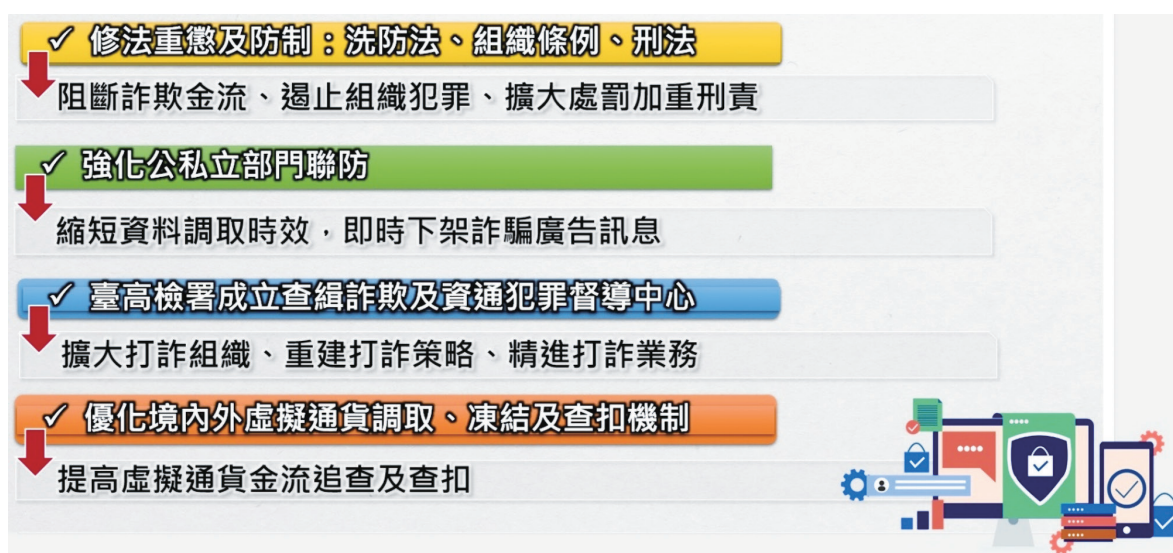 ✓ 修法重懲及防制：洗防法、組織條例、刑法
阻斷詐欺金流、遏止組織犯罪、擴大處罰加重刑責
✓ 強化公私立部門聯防
縮短資料調取時效，即時下架詐騙廣告訊息
✓ 臺高檢署成立查緝詐欺及資通犯罪督導中心
擴大打詐組織、重建打詐策略、精進打詐業務
✓ 優化境內外虛擬通貨調取、凍結及查扣機制
提高虛擬通貨金流追查及查扣